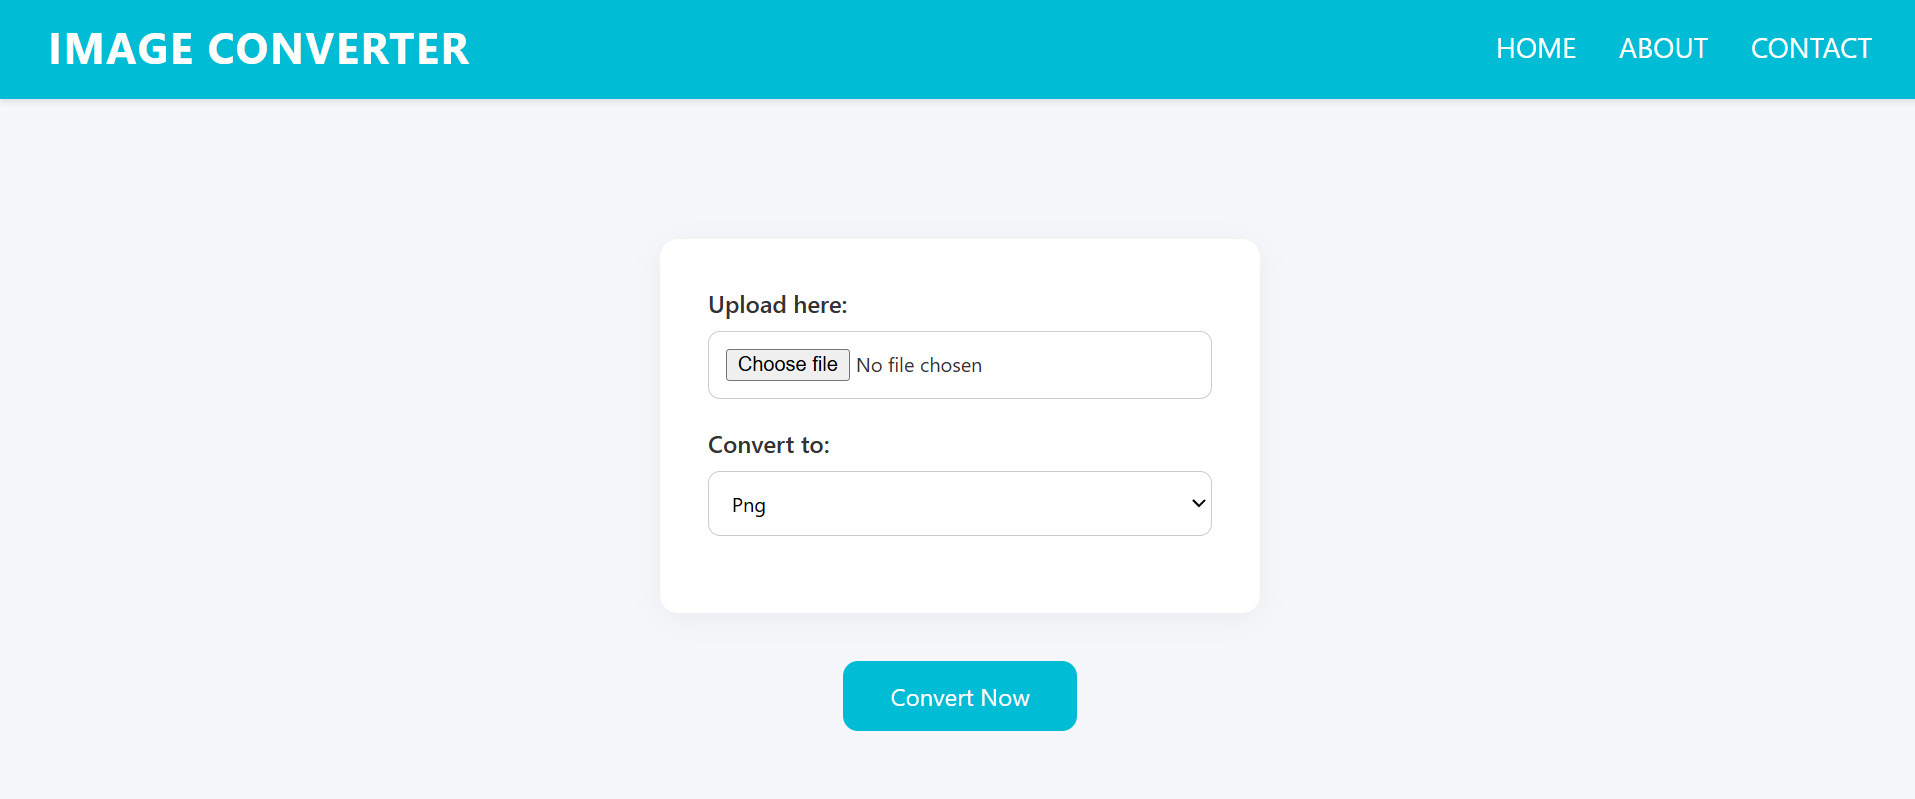 IMAGE CONVERTER
HOME ABOUT CONTACT
Upload here:
Choose file No file chosen
Convert to:
Png
Convert Now